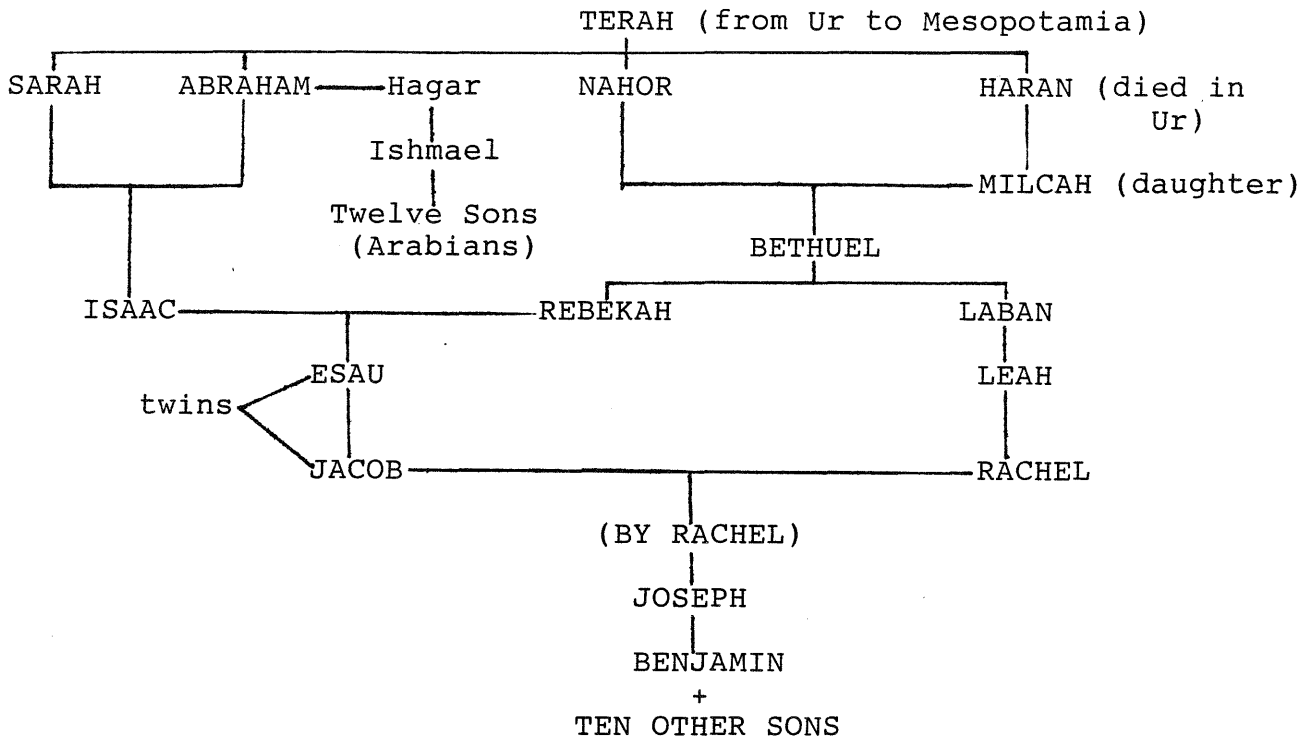 TERAH (from Ur to Mesopotamia)
SARAH ABRAHAM Hagar NAHOR HARAN (died in
Ur)
Ishmael
MILCAH (daughter)
Twelve Sons
(Arabians)
BETHUEL
ISAAC REBEKAH LABAN
ESAU LEAH
twins
JACOB RACHEL
(BY RACHEL)
JOSEPH
BENJAMIN
+
TEN OTHER SONS